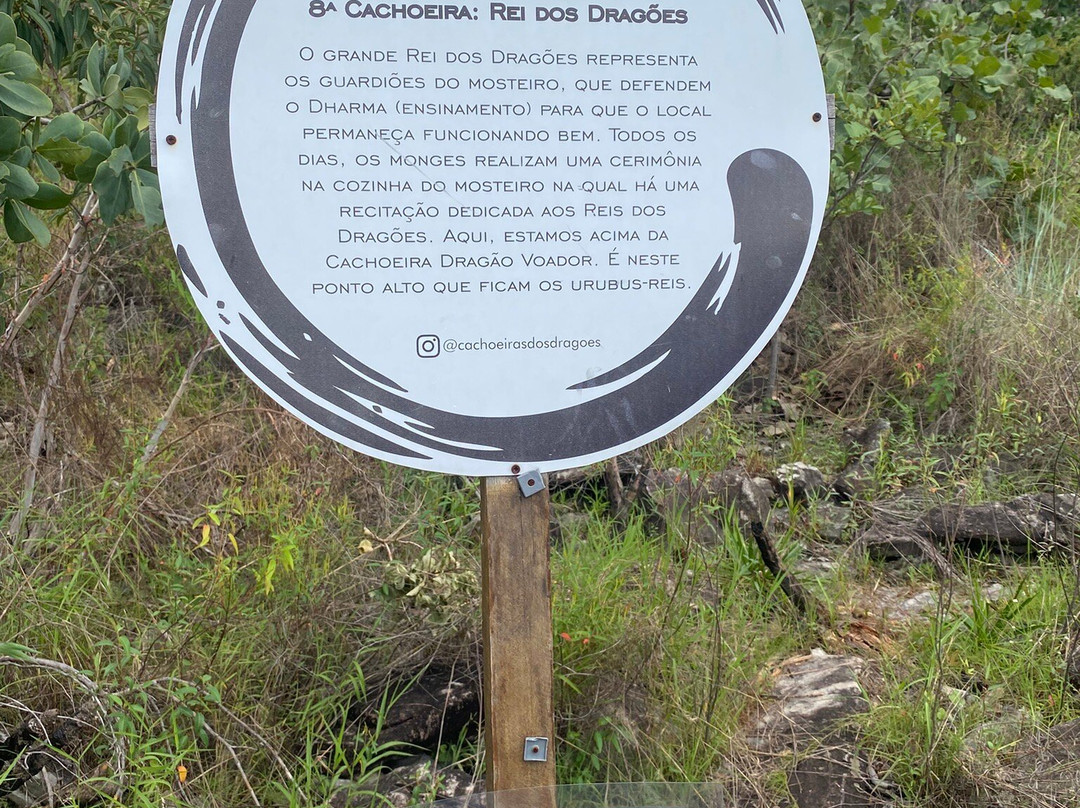 8ª Cachoeira: Rei dos Dragões
O grande Rei dos Dragões representa
os guardiões do mosteiro, que defendem
o Dharma (ensinamento) para que o local
permaneça funcionando bem. Todos os
dias, os monges realizam uma cerimônia
na cozinha do mosteiro na qual há uma
recitação dedicada aos Reis dos
Dragões. Aqui, estamos acima da
Cachoeira Dragão Voador. É neste
ponto alto que ficam os urubus-reis.
@cachoeirasdosdragoes